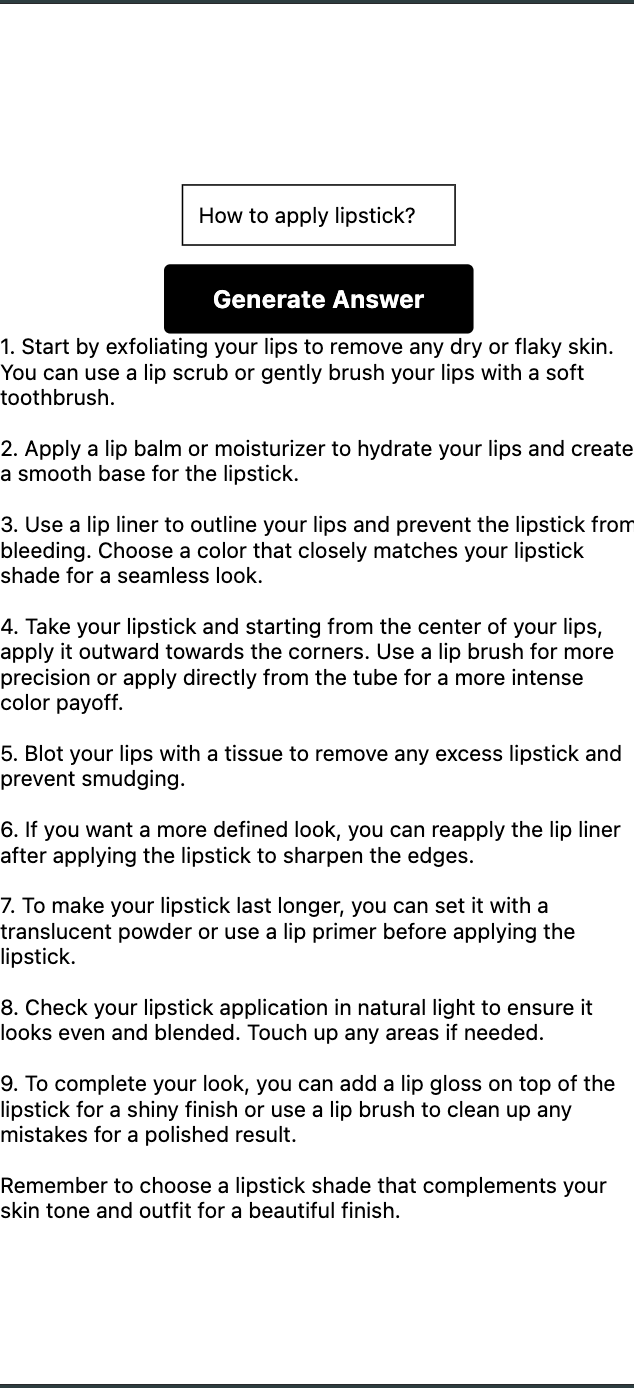 How to apply lipstick?
Generate Answer
1. Start by exfoliating your lips to remove any dry or flaky skin.
You can use a lip scrub or gently brush your lips with a soft
toothbrush.
2. Apply a lip balm or moisturizer to hydrate your lips and create
a smooth base for the lipstick.
3. Use a lip liner to outline your lips and prevent the lipstick from
bleeding. Choose a color that closely matches your lipstick
shade for a seamless look.
4. Take your lipstick and starting from the center of your lips,
apply it outward towards the corners. Use a lip brush for more
precision or apply directly from the tube for a more intense
color payoff.
5. Blot your lips with a tissue to remove any excess lipstick and
prevent smudging.
6. If you want a more defined look, you can reapply the lip liner
after applying the lipstick to sharpen the edges.
7. To make your lipstick last longer, you can set it with a
translucent powder or use a lip primer before applying the
lipstick.
8. Check your lipstick application in natural light to ensure it
looks even and blended. Touch up any areas if needed.
9. To complete your look, you can add a lip gloss on top of the
lipstick for a shiny finish or use a lip brush to clean up any
mistakes for a polished result.
Remember to choose a lipstick shade that complements your
skin tone and outfit for a beautiful finish.